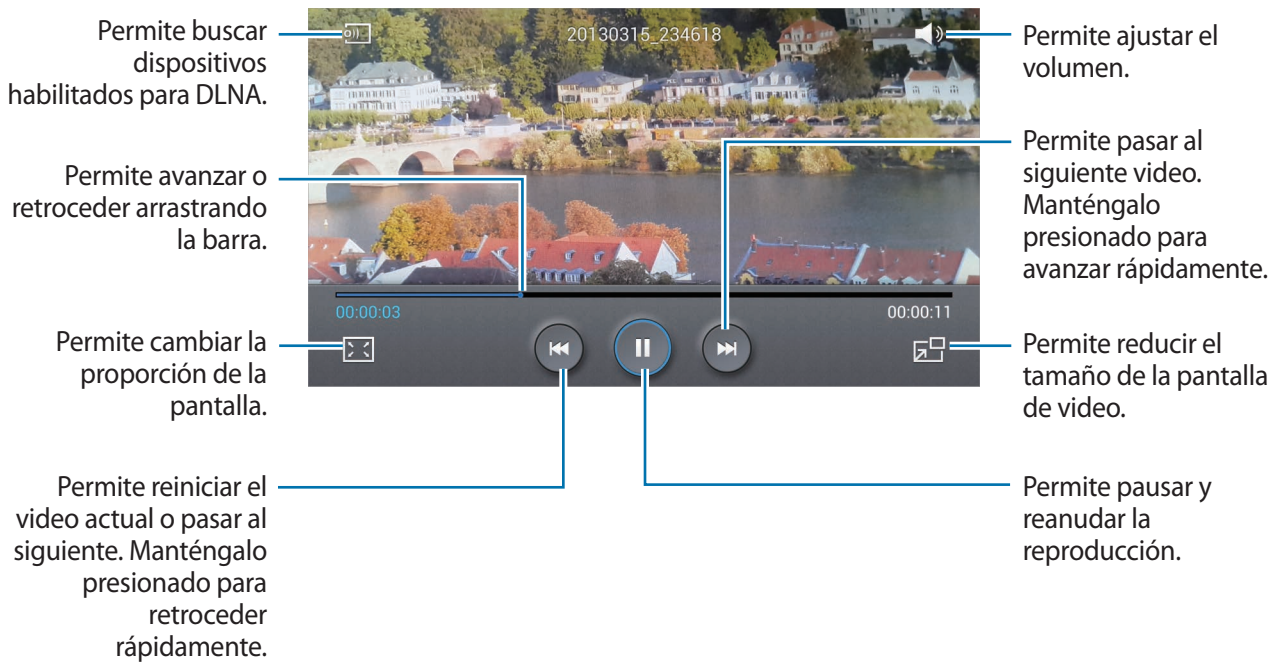 Permite buscar
dispositivos
habilitados para DLNA.
Permite avanzar o
retroceder arrastrando
la barra.
Permite cambiar la
proporción de la
pantalla.
Permite reiniciar el
video actual o pasar al
siguiente. Manténgalo
presionado para
retroceder
rápidamente.
20130315_234618
00:00:03
00:00:11
Permite ajustar el
volumen.
Permite pasar al
siguiente video.
Manténgalo
presionado para
avanzar rápidamente.
Permite reducir el
tamaño de la pantalla
de video.
Permite pausar y
reanudar la
reproducción.